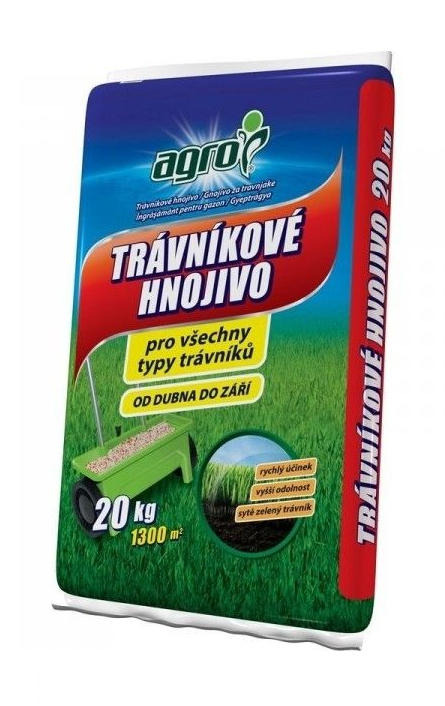 agro
Trávníkové hnojivo / Gnojivo za travnjake
Îngrășământ pentru gazon / Gyeptrágya
TRÁVNÍKOVÉ
HNOJIVO
pro všechny
typy trávníků
OD DUBNA DO ZÁŘÍ
rychlý účinek
vyšší odolnost
sytě zelený trávník
20 kg
1300 m²
TRÁVNÍKOVÉ HNOJIVO 20 kg